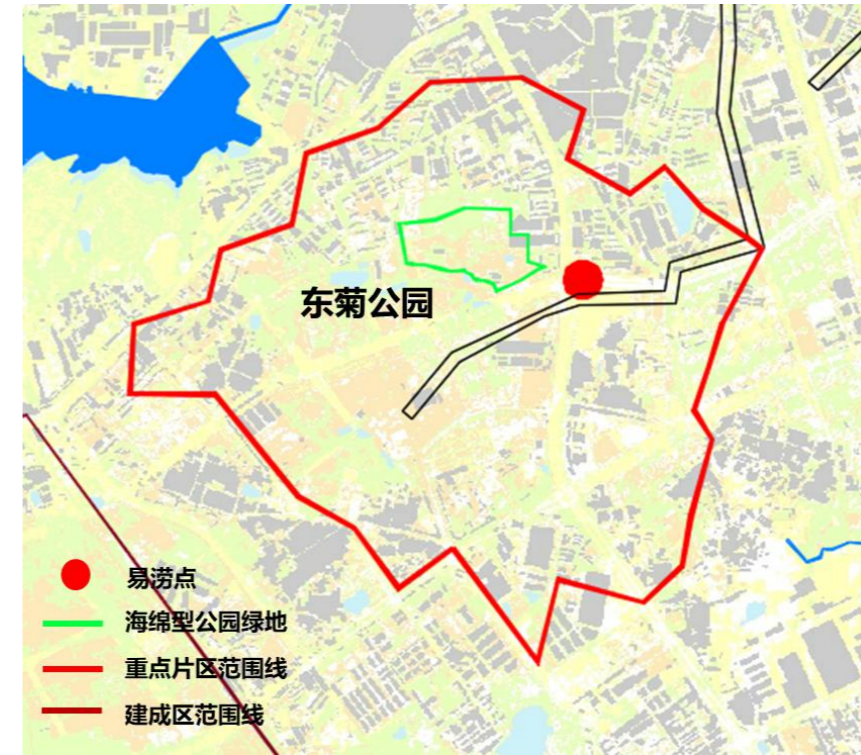 东菊公园
易涝点
海绵型公园绿地
重点片区范围线
建成区范围线